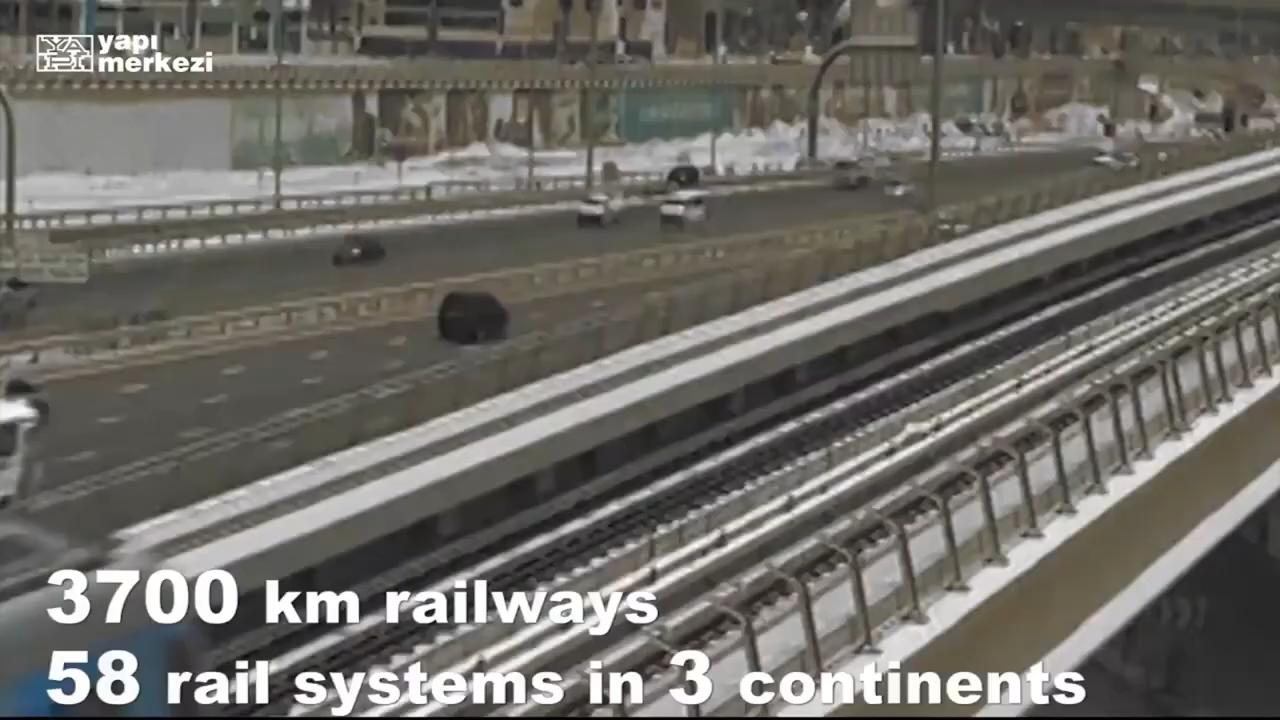 yapı
merkezi
3700 km railways
58 rail systems in 3 continents